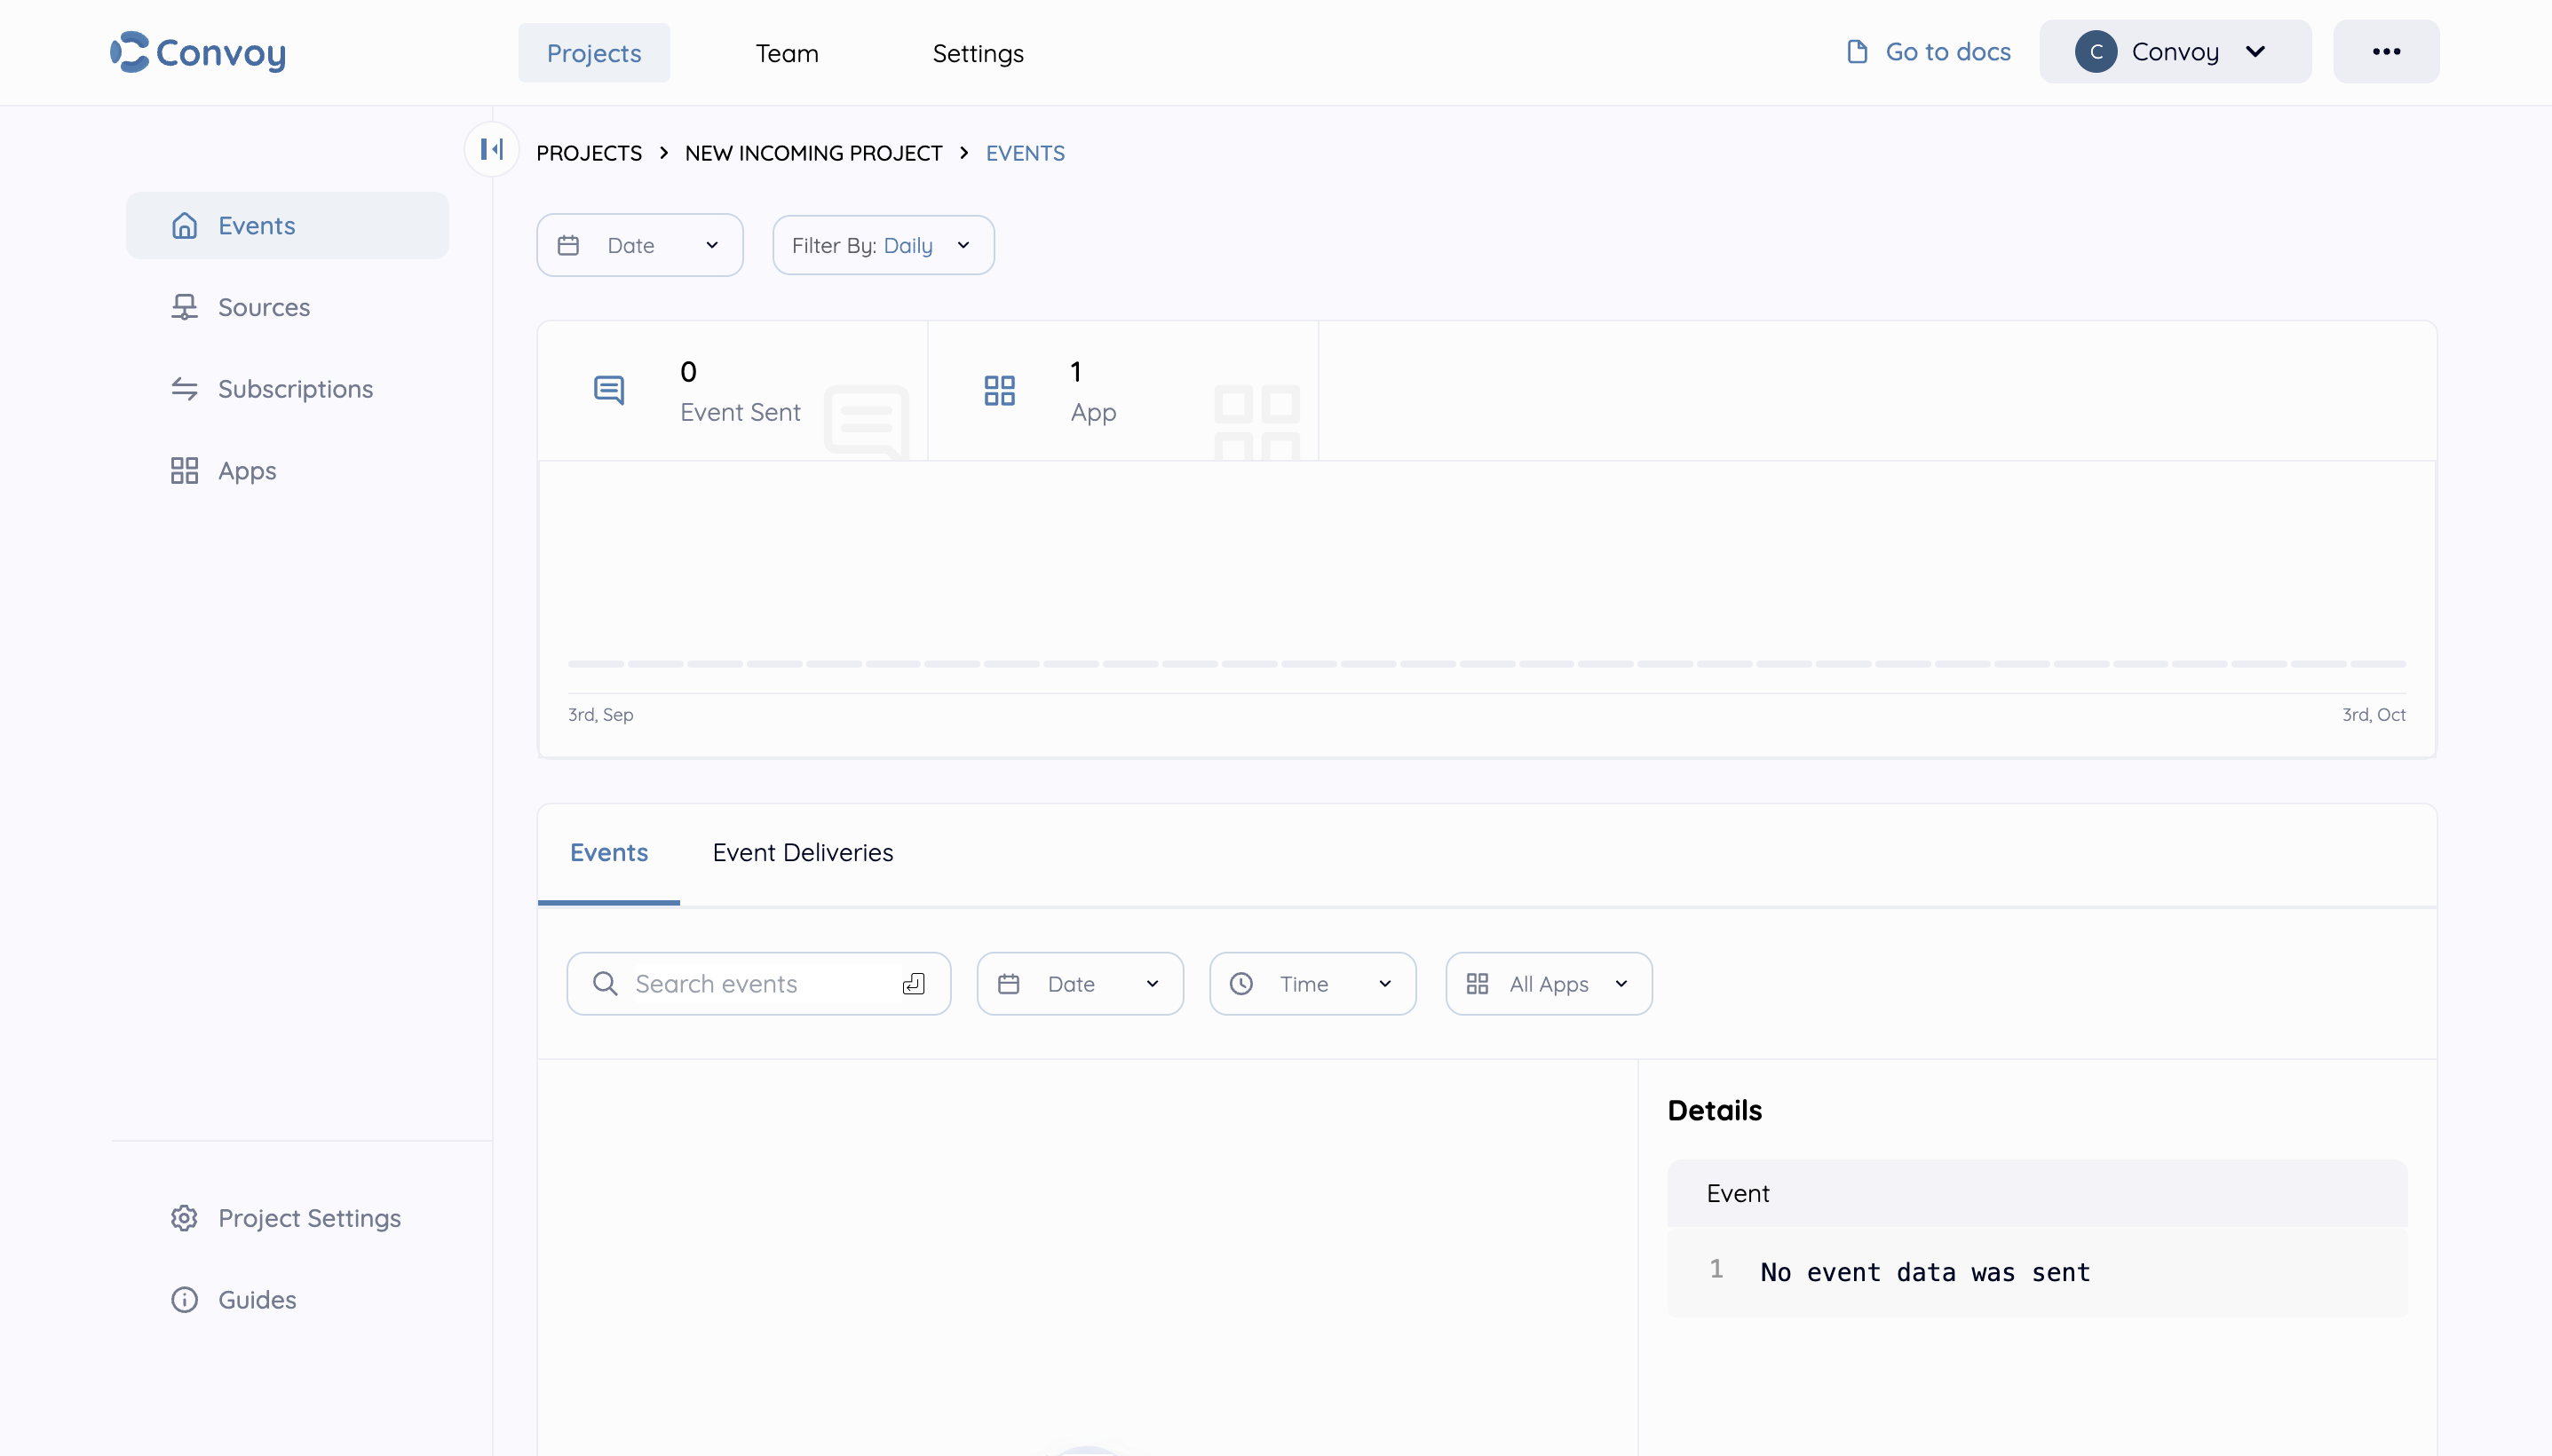 Convoy
Projects
Team
Settings
Go to docs
C
Convoy
PROJECTS
NEW INCOMING PROJECT
EVENTS
Events
Sources
Subscriptions
Apps
Project Settings
Guides
Date
Filter By: Daily
0
Event Sent
1
App
3rd, Sep
3rd, Oct
Events
Event Deliveries
Search events
Date
Time
All Apps
Details
Event
1 No event data was sent